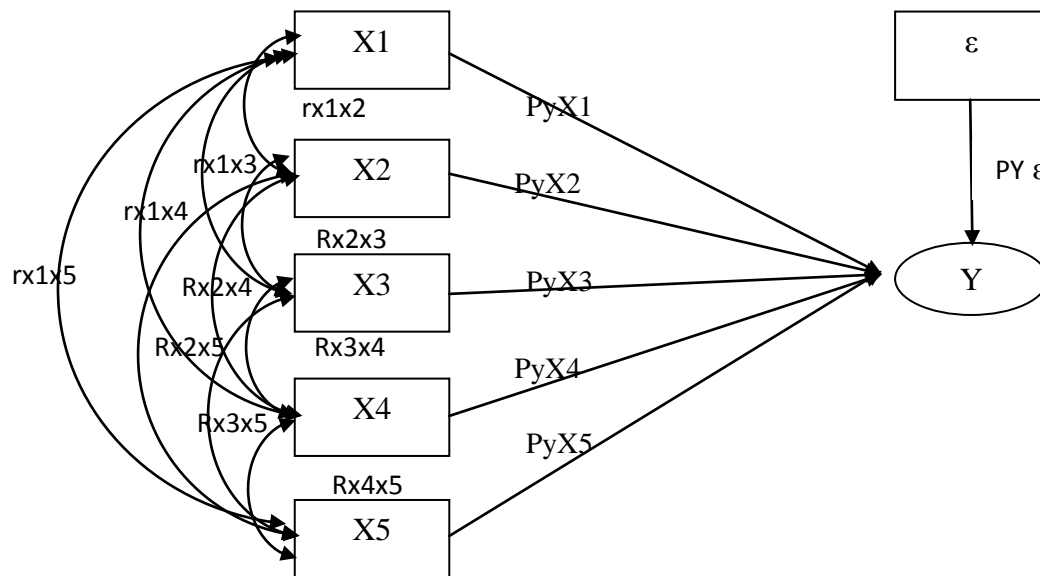 X1
ε
rx1x2
PyX1
rx1x3
X2
PyX2
PY ε
rx1x4
Rx2x3
rx1x5
Rx2x4
X3
PyX3
Y
Rx2x5
Rx3x4
PyX4
X4
Rx3x5
PyX5
Rx4x5
X5